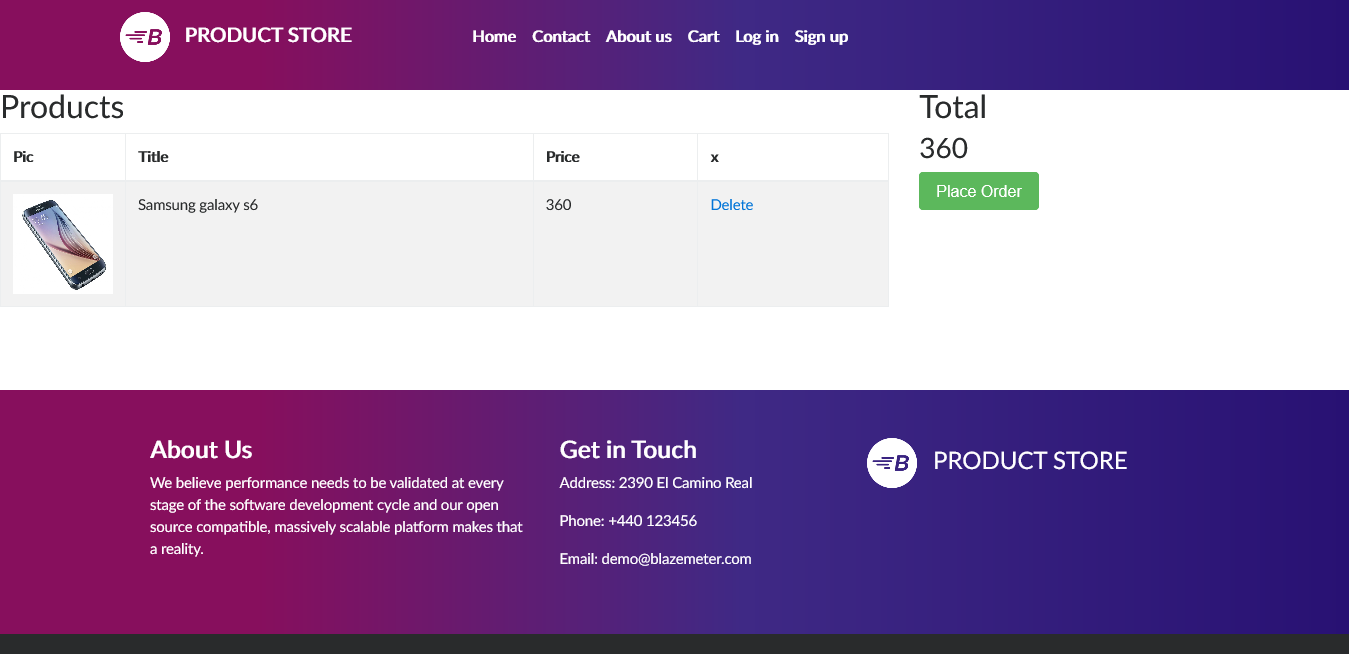 B PRODUCT STORE
Home Contact About us Cart Log in Sign up
Products
Pic Title Price x
Samsung galaxy s6 360 Delete
Total
360
Place Order
About Us
We believe performance needs to be validated at every
stage of the software development cycle and our open
source compatible, massively scalable platform makes that
a reality.
Get in Touch
Address: 2390 El Camino Real
Phone: +440 123456
Email: demo@blazemeter.com
B PRODUCT STORE